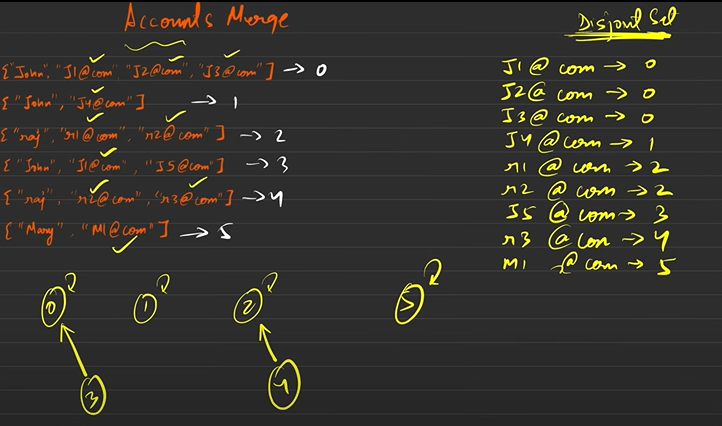 Accounts Merge
Disjoint Set
{"John", "J1@com", "J2@com", "J3@com"] → 0
{"John", "J4@com"] → 1
{"raj", "r1@com", "r2@com"] → 2
{"John", "J1@com", "J5@com"] → 3
{"raj", "r2@com", "r3@com"] → 4
{"Mary", "M1@com"] → 5
J1@com → 0
J2@com → 0
J3@com → 0
J4@com → 1
r1@com → 2
r2@com → 2
J5@com → 3
r3@com → 4
M1@com → 5
0 1 2 5
3 4